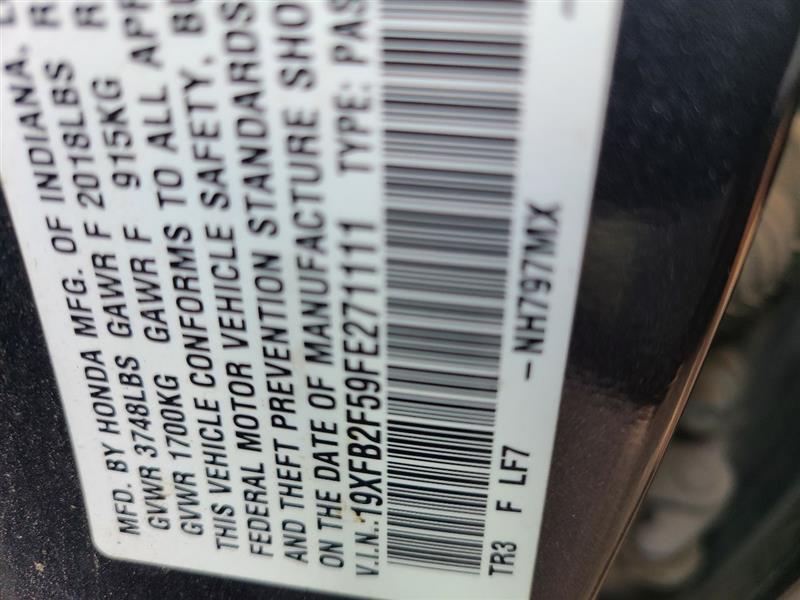 MFD. BY HONDA MFG. OF INDIANA,
GVWR 3748LBS GAWR F 2018LBS R
GVWR 1700KG GAWR F 915KG R
THIS VEHICLE CONFORMS TO ALL APP
FEDERAL MOTOR VEHICLE SAFETY, BU
AND THEFT PREVENTION STANDARDS
ON THE DATE OF MANUFACTURE SHO
V.I.N.:19XFB2F59FE271111 TYPE: PAS
TR3 F LF7 -NH797MX